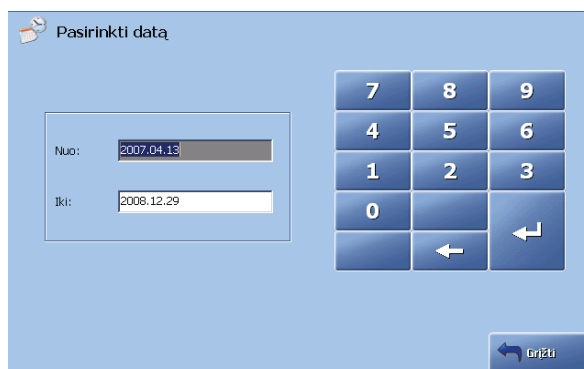 Pasirinkti datą
Nuo: 2007.04.13
Iki: 2008.12.29
7 8 9
4 5 6
1 2 3
0
Grįžti